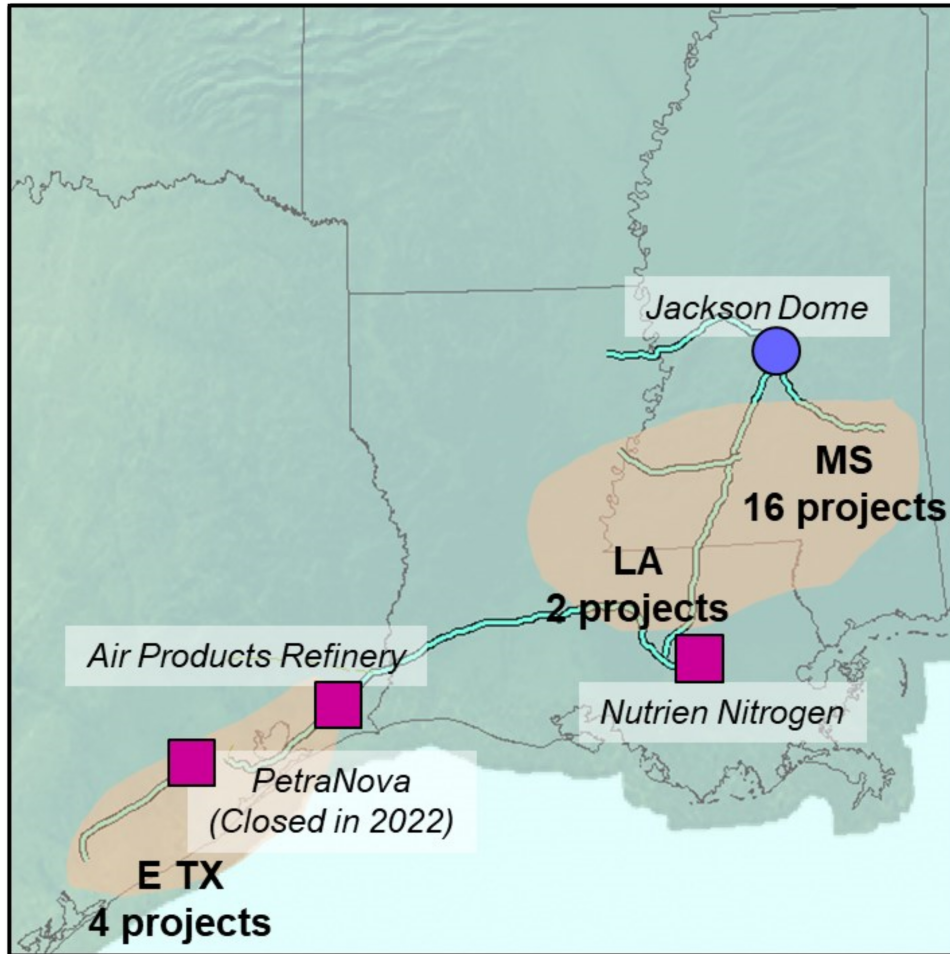 Jackson Dome
MS
16 projects
LA
2 projects
Air Products Refinery
Nutrien Nitrogen
PetraNova
(Closed in 2022)
E TX
4 projects